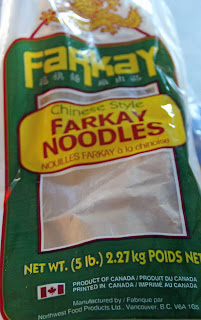 FARKAY
Chinese Style
FARKAY
NOODLES
NOUILLES FARKAY à la chinoise
NET WT. (5 lb.) 2.27 kg POIDS NET
PRODUCT OF CANADA / PRODUIT DU CANADA
PRINTED IN CANADA / IMPRIMÉ AU CANADA
Manufactured by / Fabriqué par
Northwest Food Products Ltd., Vancouver, B.C.